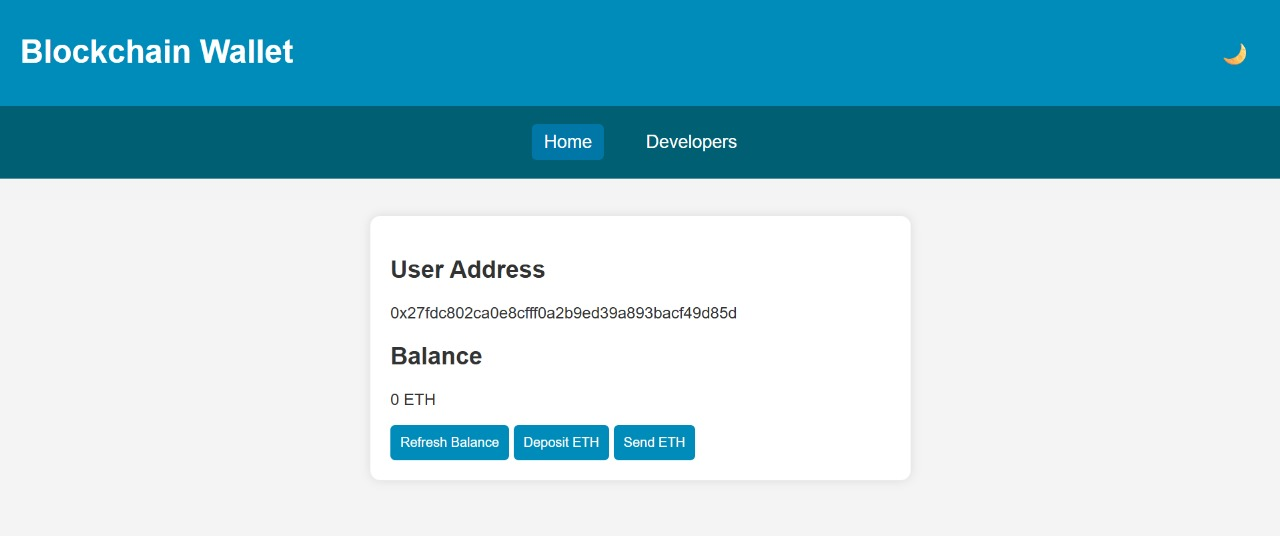 Blockchain Wallet
Home Developers
User Address
0x27fdc802ca0e8cfff0a2b9ed39a893bacf49d85d
Balance
0 ETH
Refresh Balance Deposit ETH Send ETH